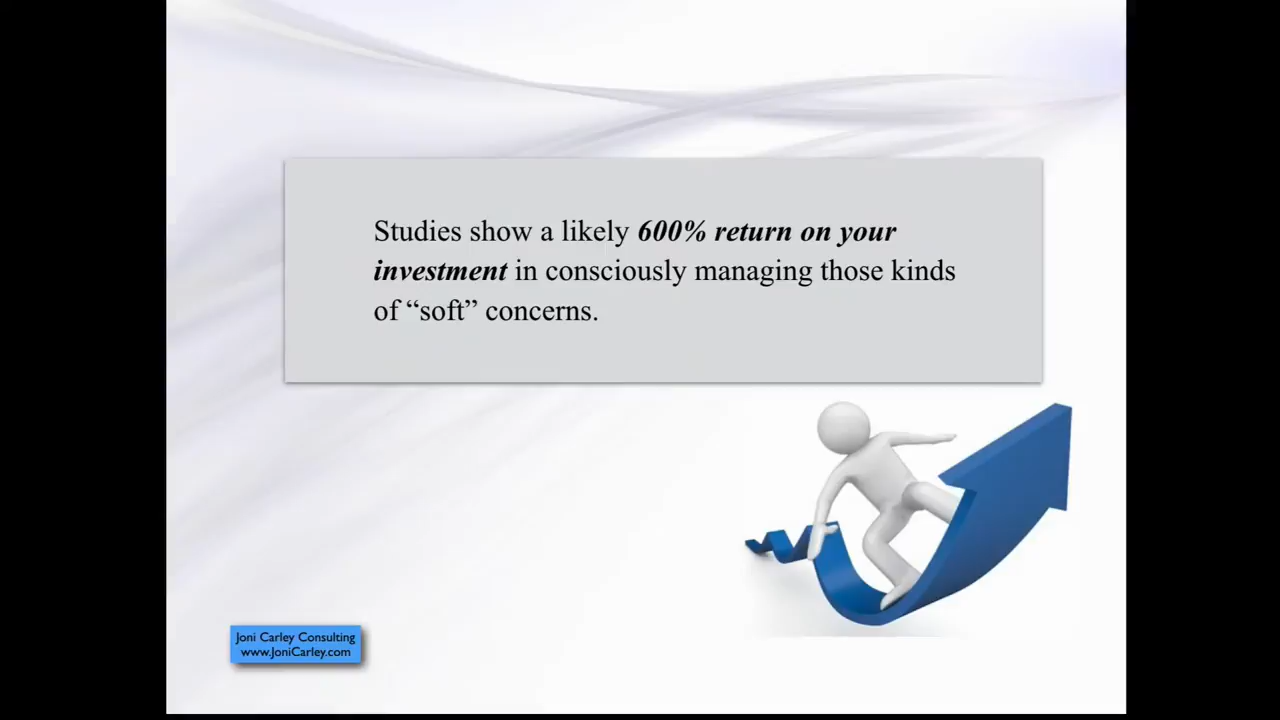 Studies show a likely 600% return on your
investment in consciously managing those kinds
of “soft” concerns.
Joni Carley Consulting
www.JoniCarley.com